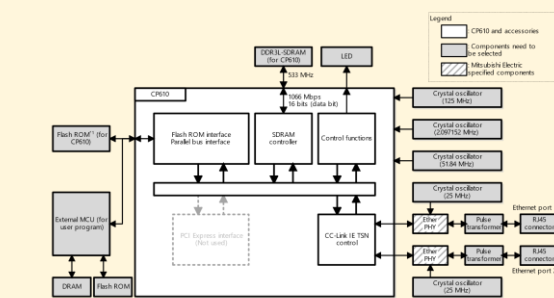 Legend
CP610 and accessories
Components need to
be selected
Mitsubishi Electric
specified components
DDR3L-SDRAM
(for CP610)
LED
533 MHz
CP610
1066 Mbps
16 bits (data bit)
Crystal oscillator
(125 MHz)
Flash ROM*1 (for
CP610)
Flash ROM interface
Parallel bus interface
SDRAM
controller
Control functions
Crystal oscillator
(2.097152 MHz)
Crystal oscillator
(51.84 MHz)
Crystal oscillator
(25 MHz)
Ethernet port
External MCU (for
user program)
PCI Express interface
(Not used)
CC-Link IE TSN
control
Ether
PHY
Pulse
transformer
RJ45
connector
Ethernet port
Ether
PHY
Pulse
transformer
RJ45
connector
DRAM
Flash ROM
Crystal oscillator
(25 MHz)